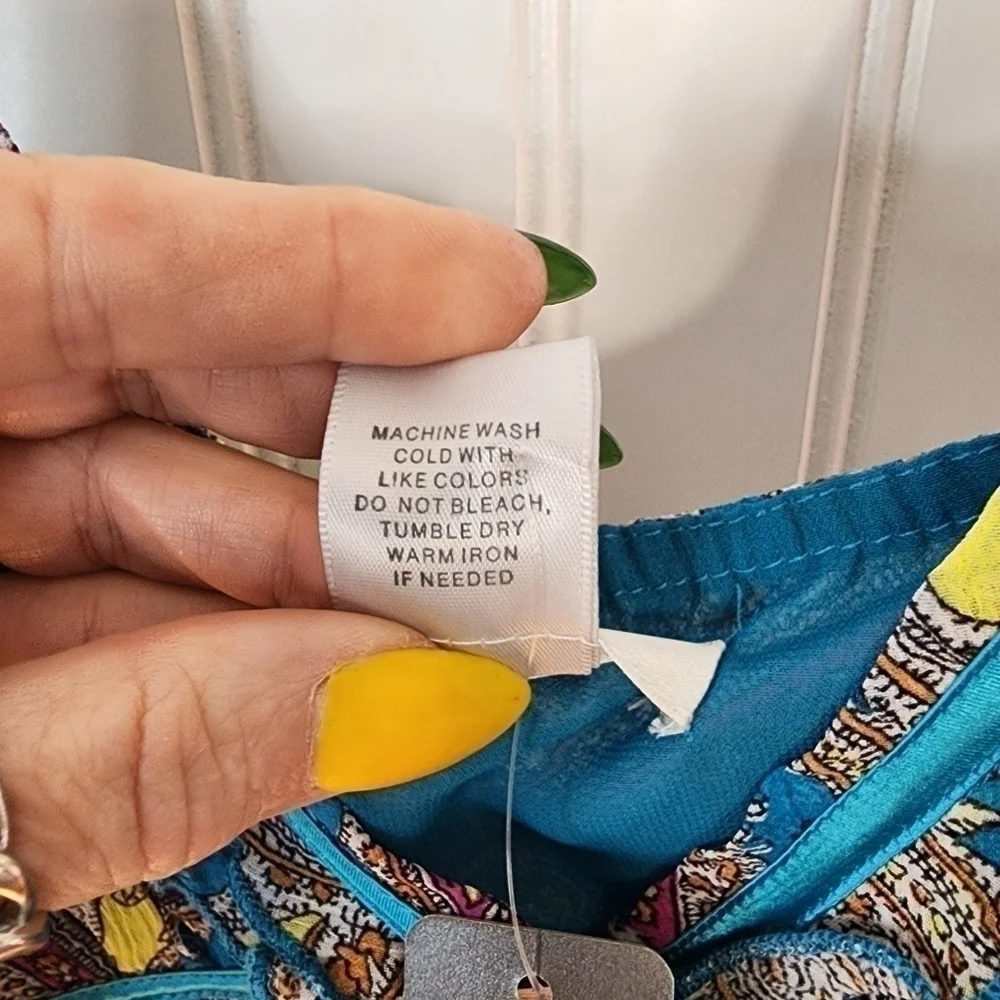 MACHINE WASH
COLD WITH
LIKE COLORS
DO NOT BLEACH,
TUMBLE DRY
WARM IRON
IF NEEDED